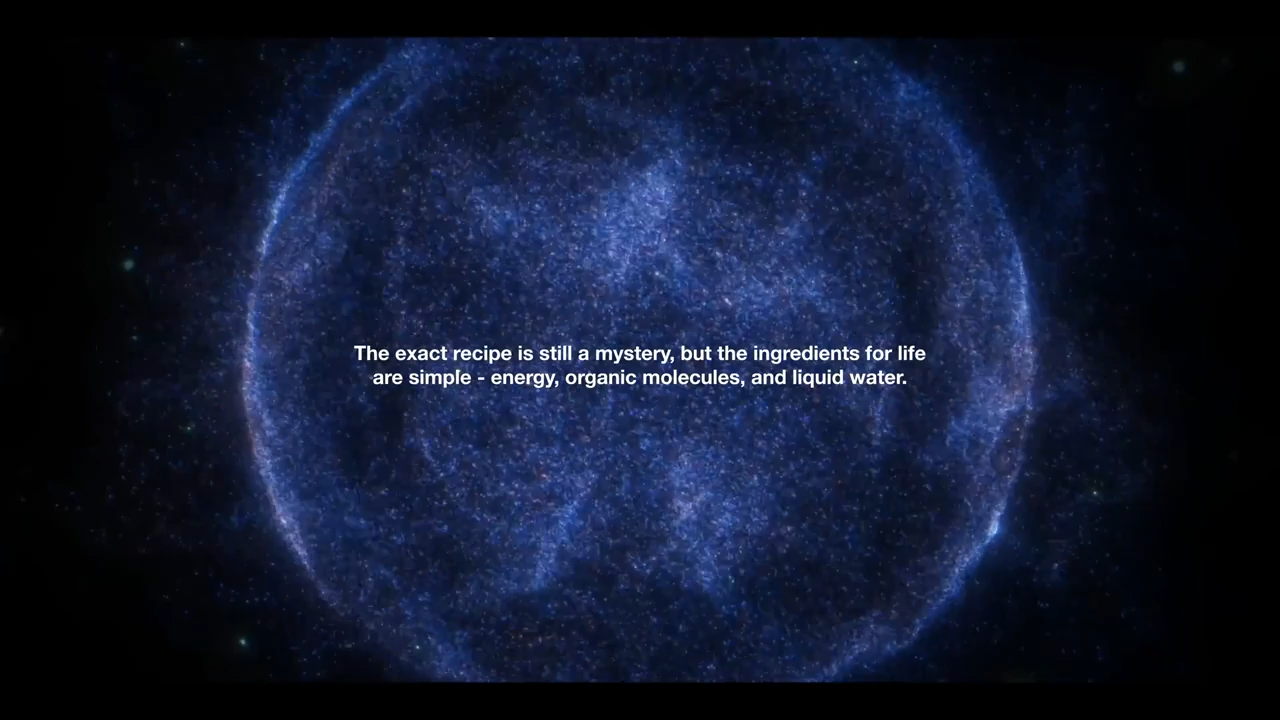 The exact recipe is still a mystery, but the ingredients for life
are simple - energy, organic molecules, and liquid water.